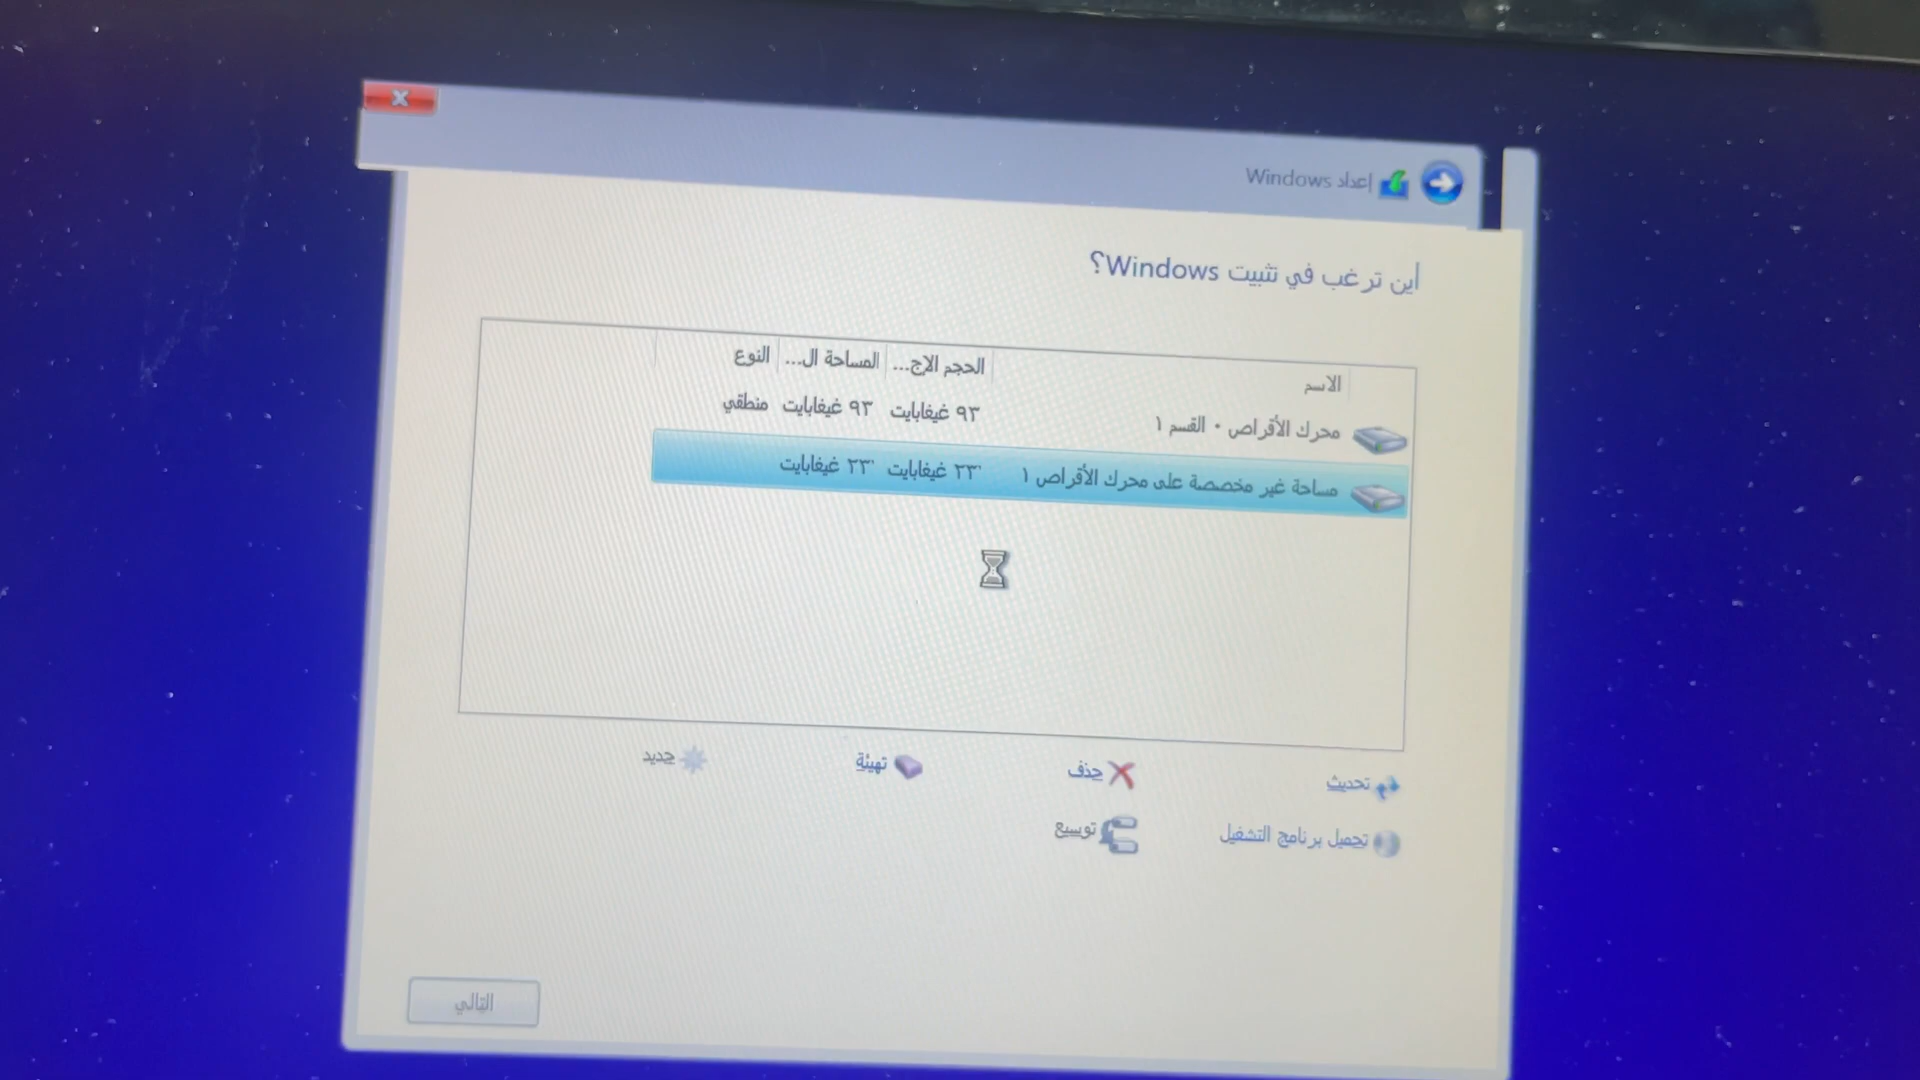 إعداد Windows
أين ترغب في تثبيت Windows؟
الاسم الحجم الإج... المساحة ال... النوع
محرك الأقراص ٠ القسم ١ ٩٣ غيغابايت ٩٣ غيغابايت منطقي
مساحة غير مخصصة على محرك الأقراص ١ غيغابايت غيغابايت
تحديث حذف تهيئة جديد
تحميل برنامج التشغيل توسيع
التالي